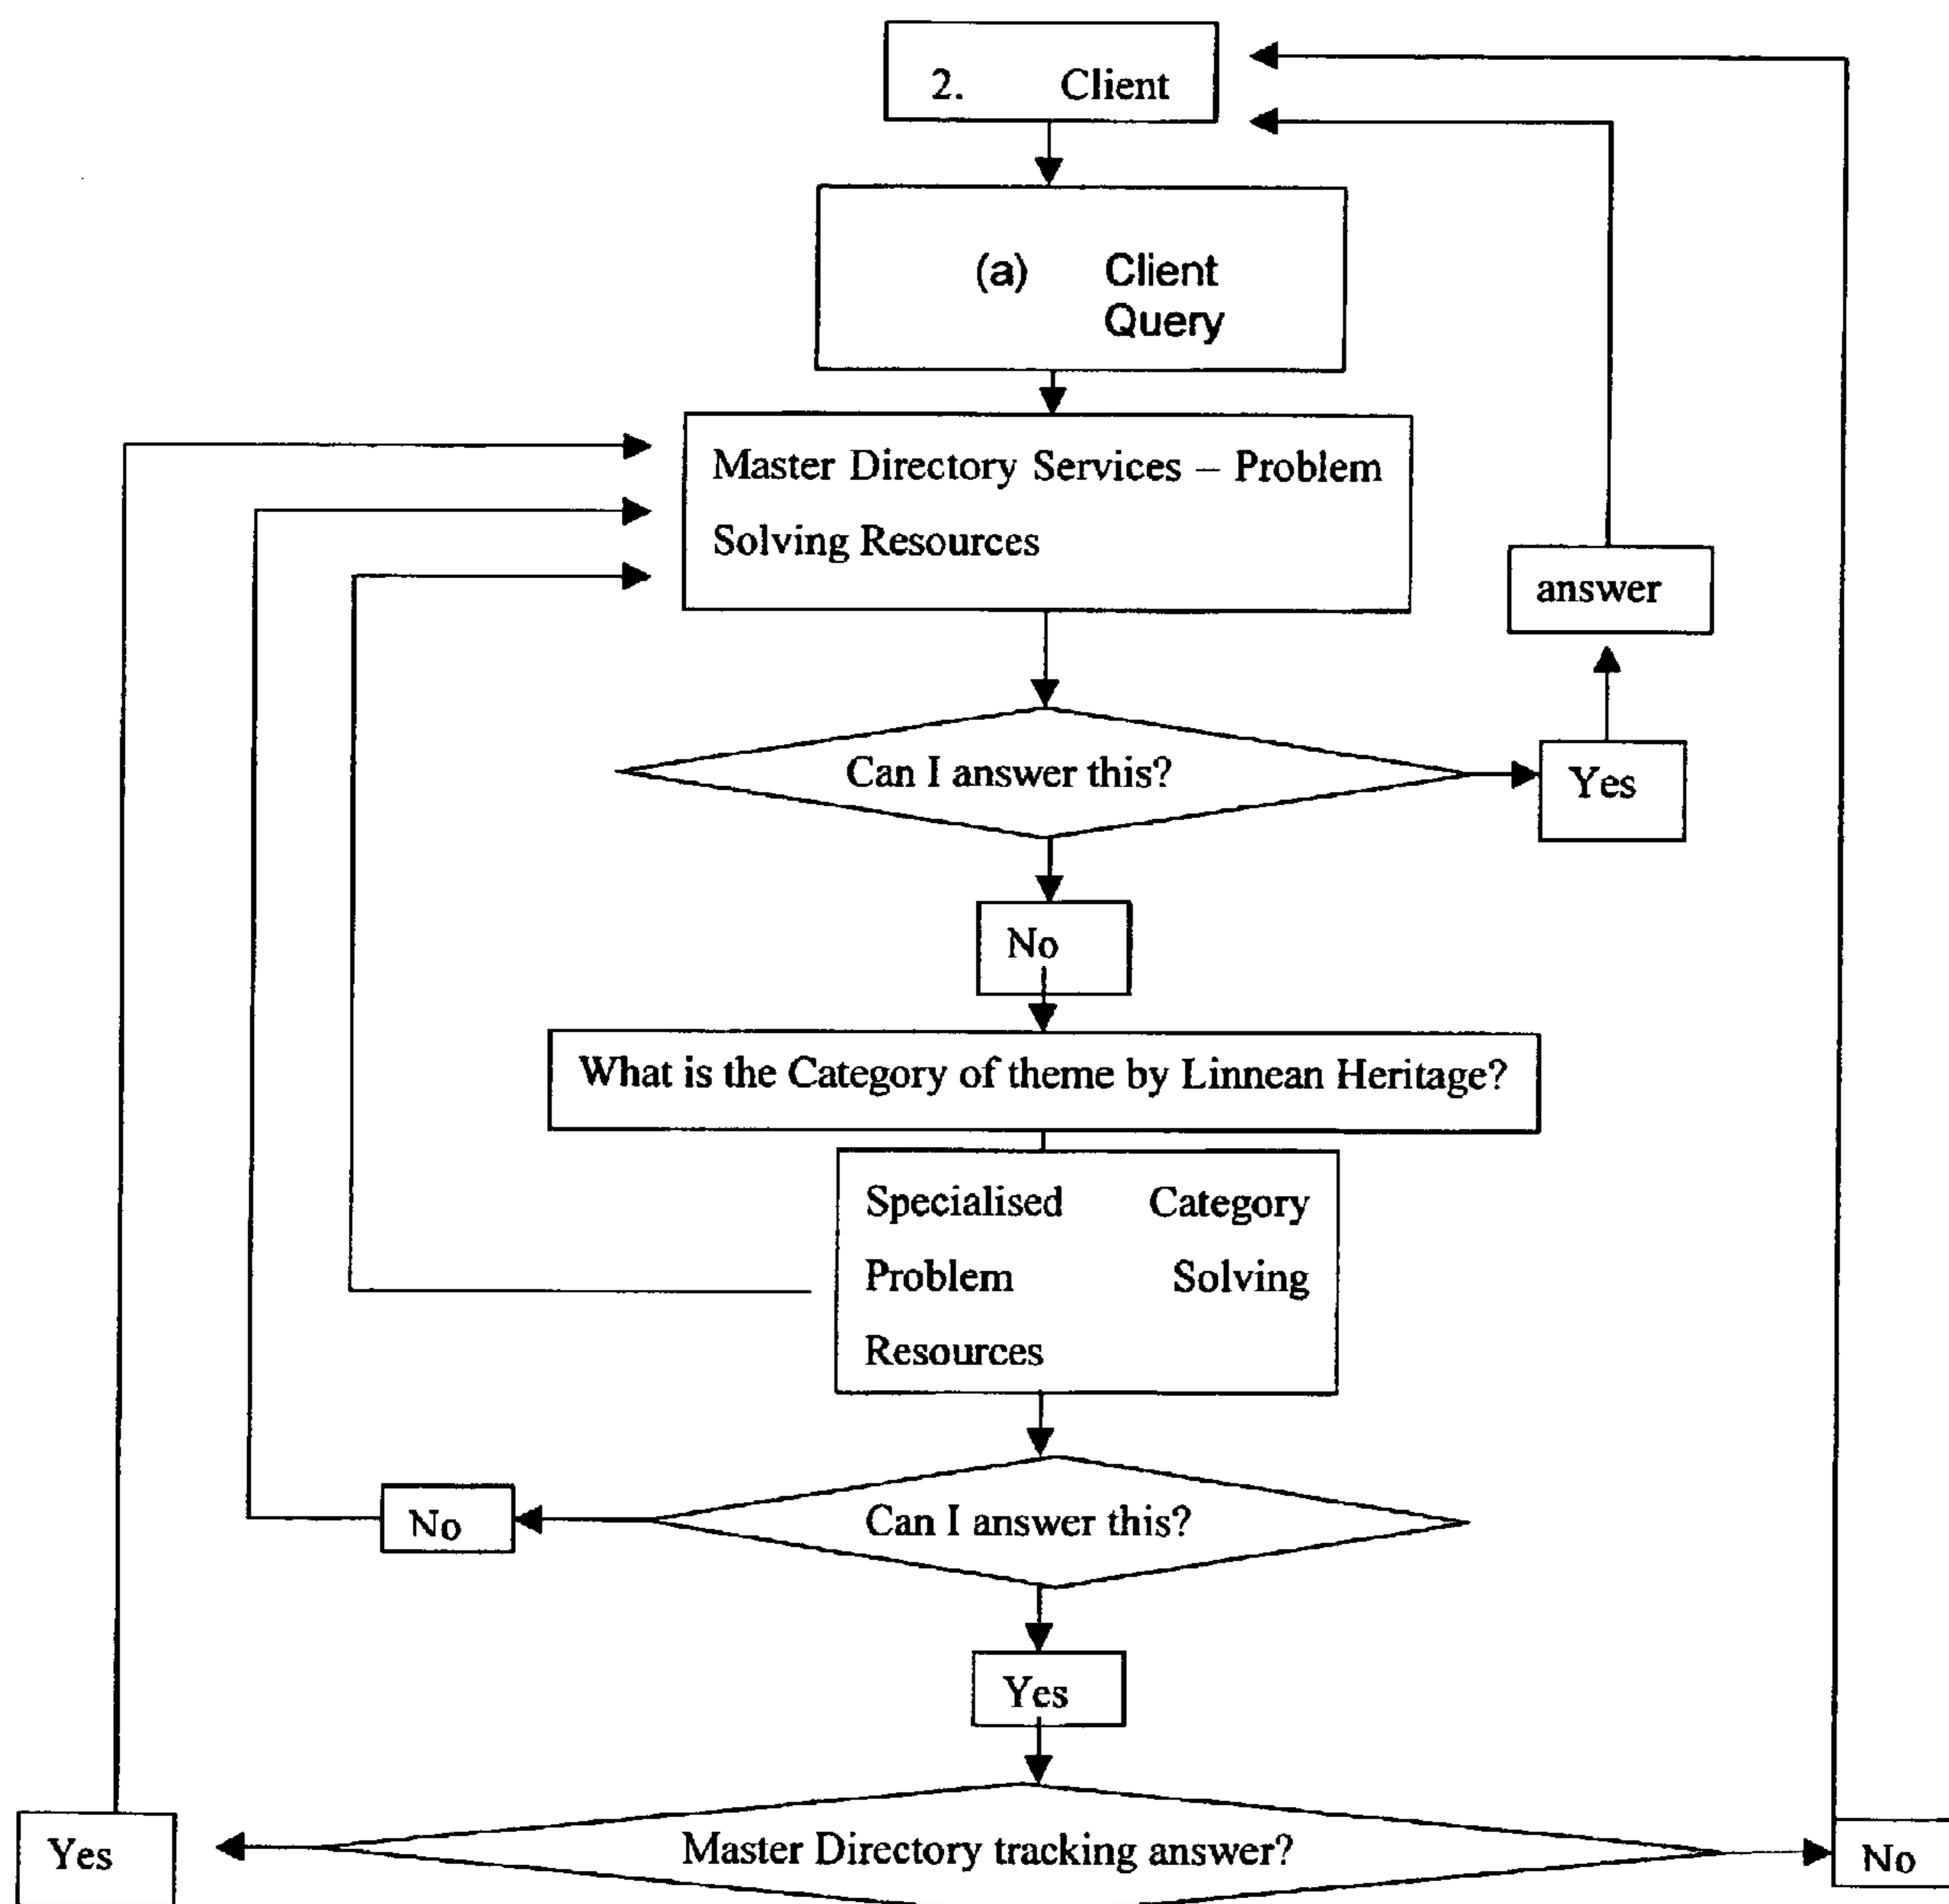 2. Client
(a) Client
Query
Master Directory Services – Problem
Solving Resources
answer
Can I answer this?
Yes
No
What is the Category of theme by Linnean Heritage?
Specialised Category
Problem Solving
Resources
Can I answer this?
No
Yes
Master Directory tracking answer?
Yes
No